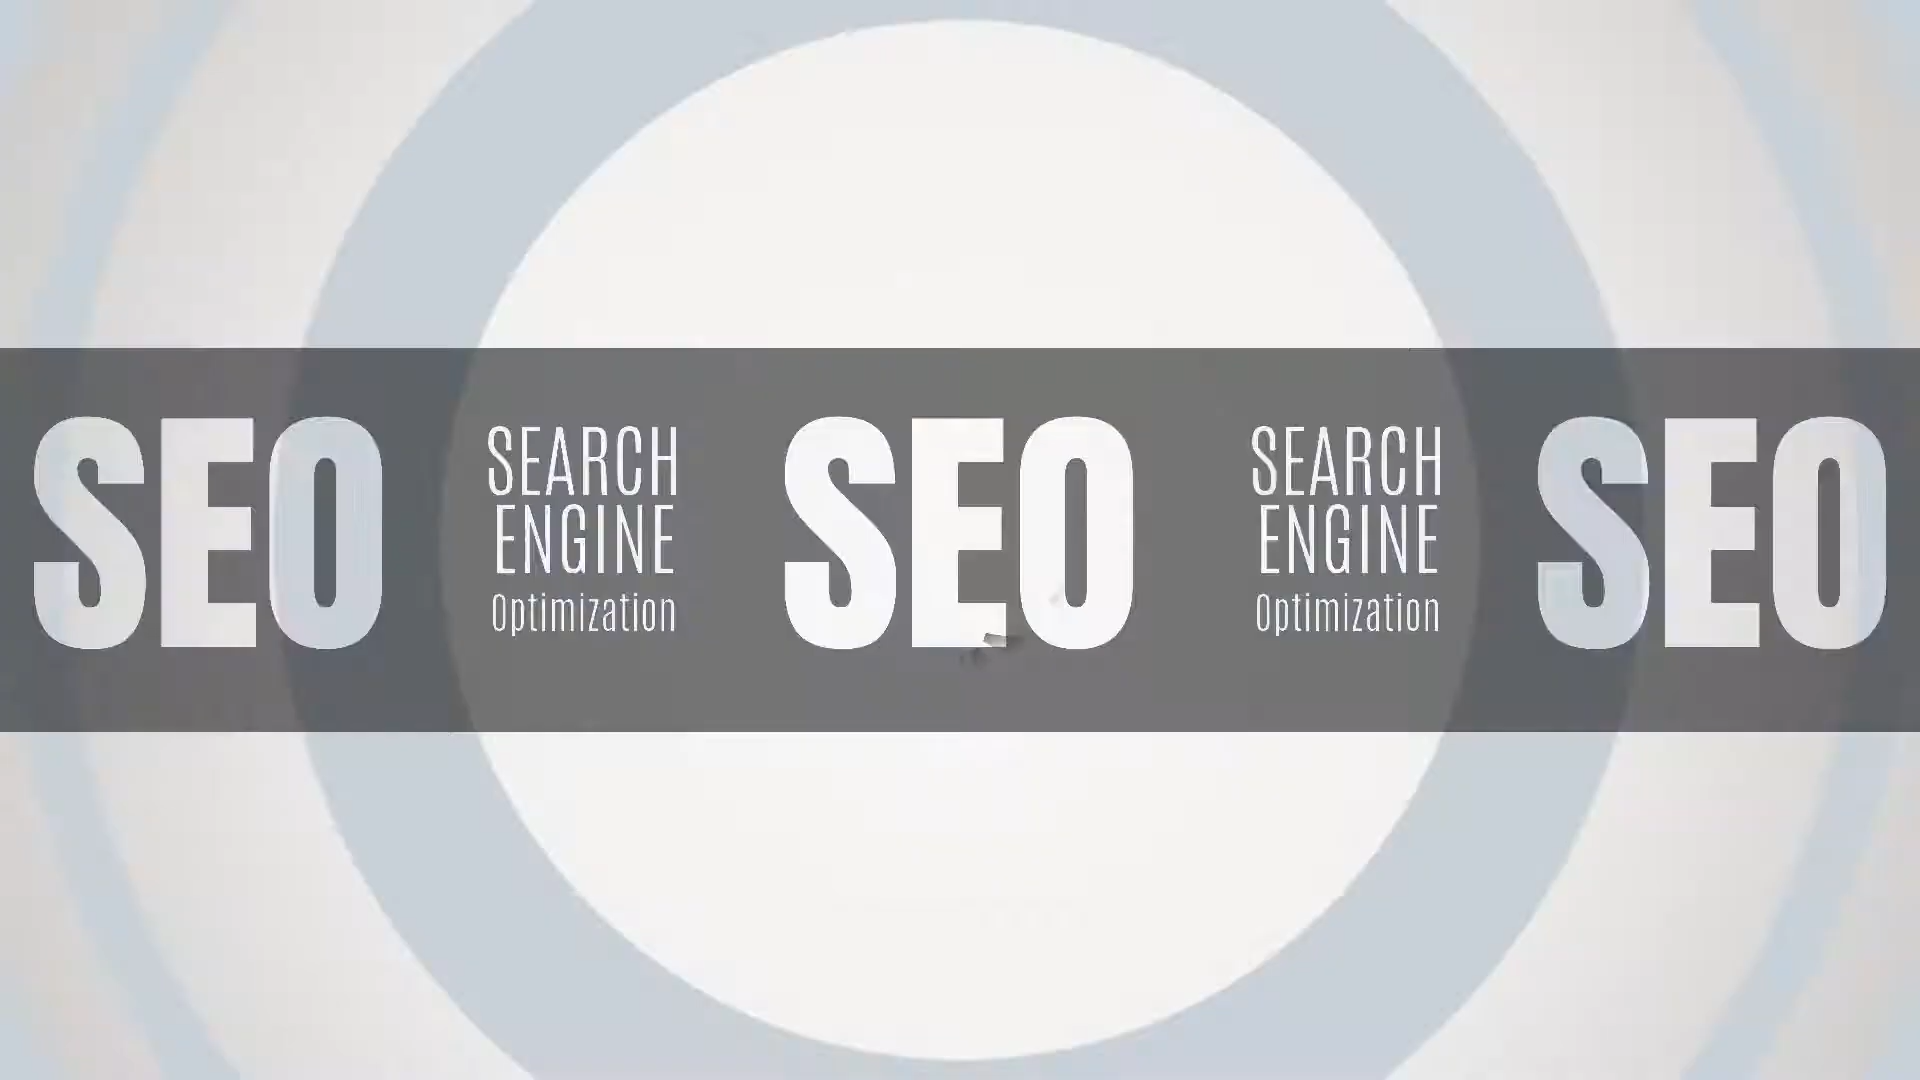 SEO
SEARCH
ENGINE
Optimization
SEO
SEARCH
ENGINE
Optimization
SEO